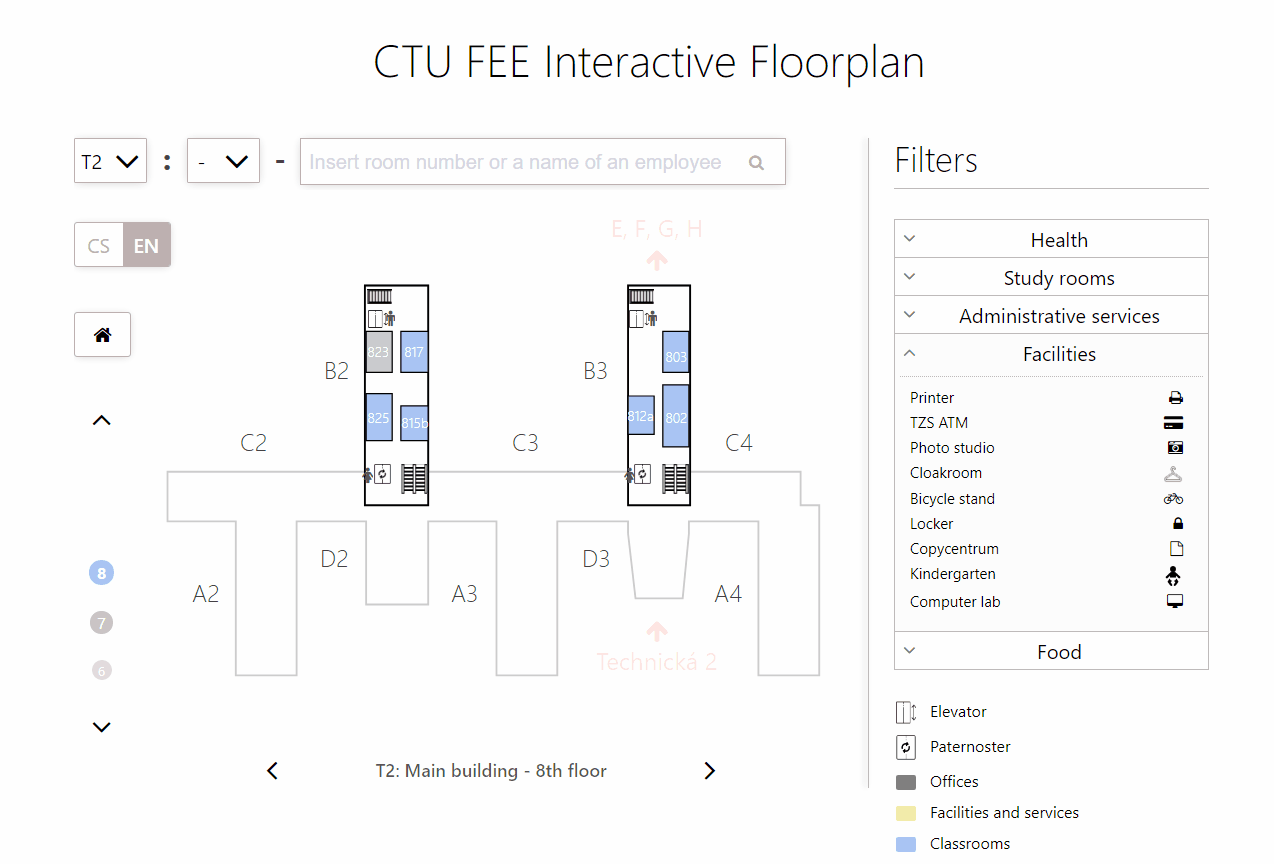 CTU FEE Interactive Floorplan
T2 : - - Insert room number or a name of an employee
Filters
CS EN
E, F, G, H
Health
Study rooms
Administrative services
Facilities
Printer
TZS ATM
Photo studio
Cloakroom
Bicycle stand
Locker
Copycentrum
Kindergarten
Computer lab
Food
823 817
803
B2
B3
825 815b
812a 802
C2
C3
C4
D2
D3
A2
A3
A4
8
7
6
Technická 2
T2: Main building - 8th floor
Elevator
Paternoster
Offices
Facilities and services
Classrooms